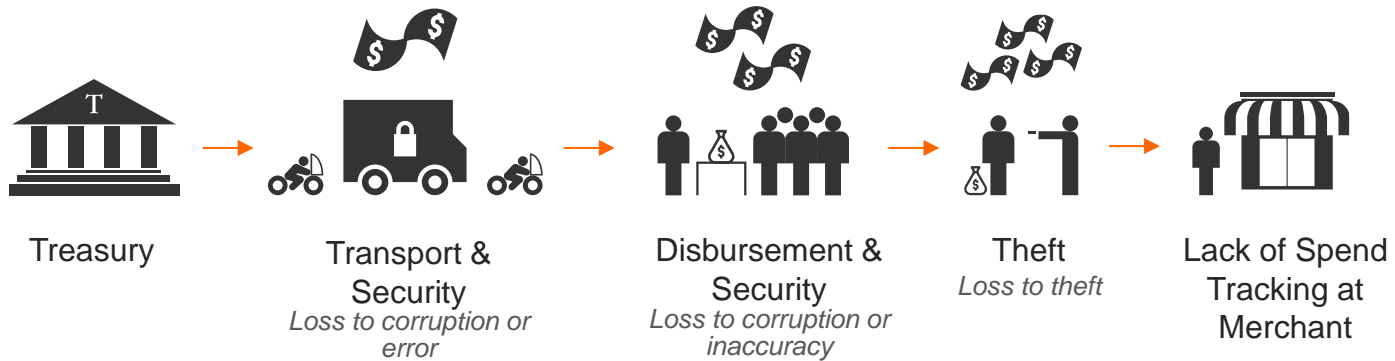 T
Treasury
Transport &
Security
Loss to corruption or
error
Disbursement &
Security
Loss to corruption or
inaccuracy
Theft
Loss to theft
Lack of Spend
Tracking at
Merchant
$ $
$ $
$ $
$ $
$ $
$ $
$
$